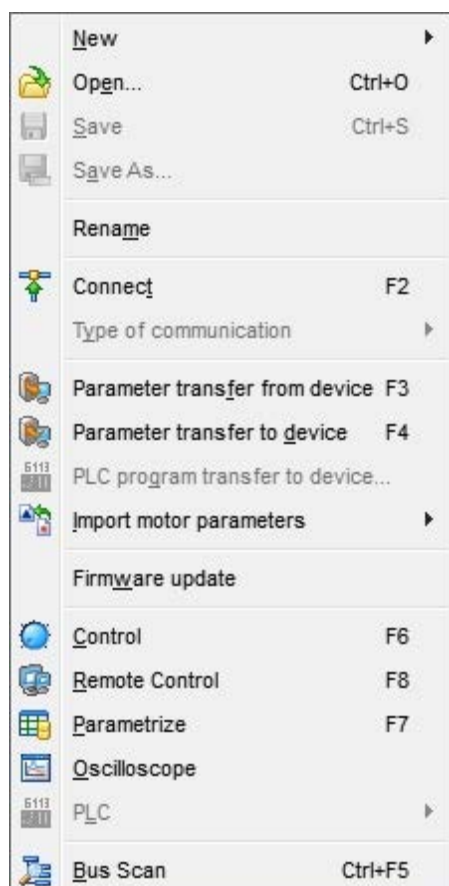 New
Open... Ctrl+O
Save Ctrl+S
Save As...
Rename
Connect F2
Type of communication
Parameter transfer from device F3
Parameter transfer to device F4
6113 PLC program transfer to device...
Import motor parameters
Firmware update
Control F6
Remote Control F8
Parametrize F7
Oscilloscope
6113 PLC
Bus Scan Ctrl+F5